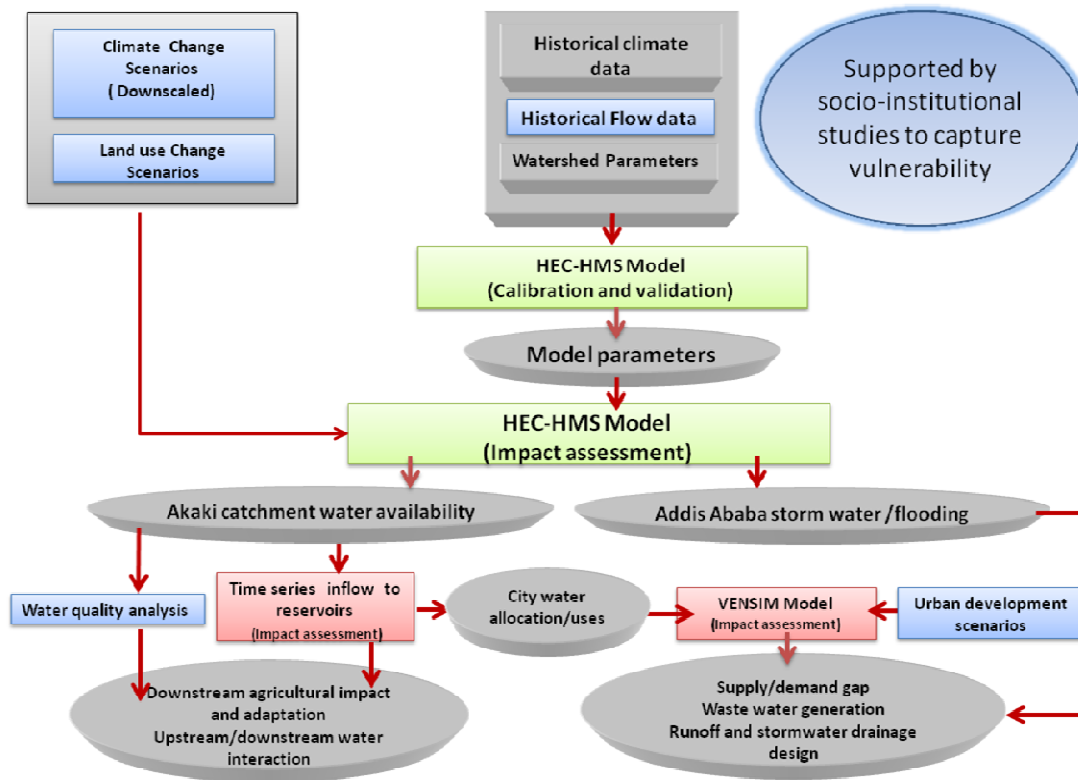 Climate Change
Scenarios
( Downscaled)
Land use Change
Scenarios
Historical climate
data
Historical Flow data
Watershed Parameters
Supported by
socio-institutional
studies to capture
vulnerability
HEC-HMS Model
(Calibration and validation)
Model parameters
HEC-HMS Model
(Impact assessment)
Akaki catchment water availability
Addis Ababa storm water /flooding
Water quality analysis
Time series inflow to
reservoirs
(Impact assessment)
City water
allocation/uses
VENSIM Model
(Impact assessment)
Urban development
scenarios
Downstream agricultural impact
and adaptation
Upstream/downstream water
interaction
Supply/demand gap
Waste water generation
Runoff and stormwater drainage
design